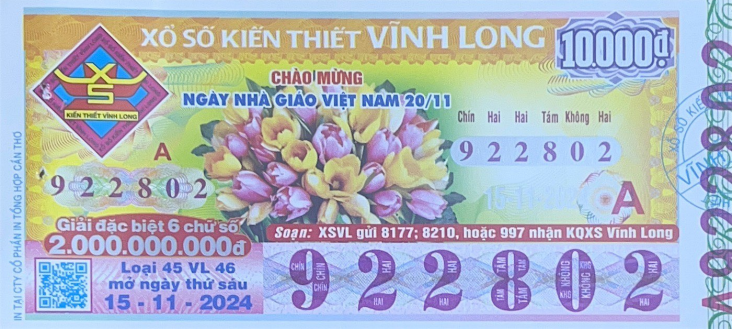 XỔ SỐ KIẾN THIẾT VĨNH LONG
10.000đ
XS
KIẾN THIẾT VĨNH LONG
CHÀO MỪNG
NGÀY NHÀ GIÁO VIỆT NAM 20/11
Chín Hai Hai Tám Không Hai
922802
A
922802
15-11-
A
Giải đặc biệt 6 chữ số
2.000.000.000đ
Soạn: XSVL gửi 8177; 8210, hoặc 997 nhận KQXS Vĩnh Long
Loại 45 VL 46
mở ngày thứ sáu
15 - 11 - 2024
922802
CHÍN HAI HAI TÁM KHÔNG HAI
IN TẠI CTY CỔ PHẦN IN TỔNG HỢP CẦN THƠ
XỔ SỐ KIẾN
VĨNH
A922802